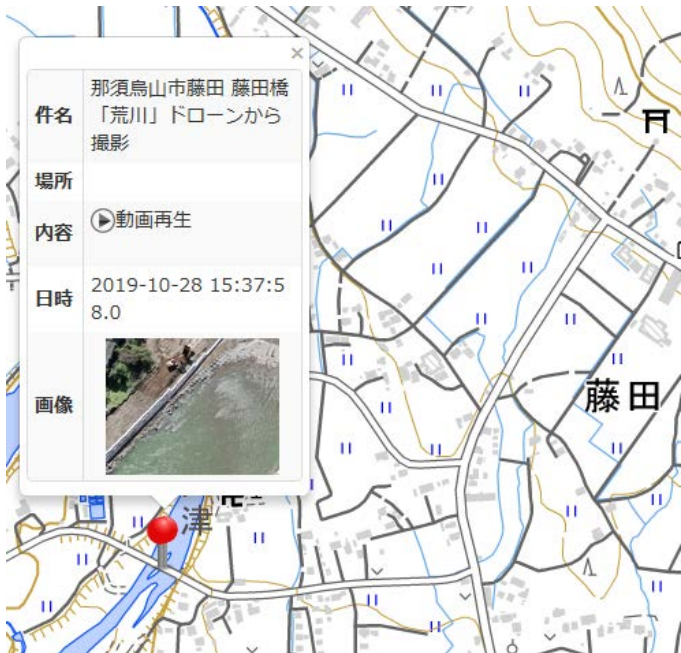 ×
件名
那須烏山市藤田 藤田橋
「荒川」ドローンから
撮影
場所
内容
動画再生
日時
2019-10-28 15:37:5
8.0
画像
藤田
津